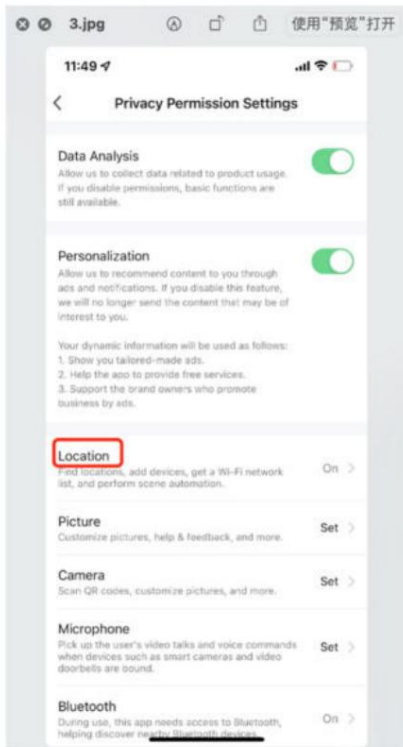 3.jpg 使用"预览"打开
11:49
Privacy Permission Settings
Data Analysis
Allow us to collect data related to product usage.
If you disable permissions, basic functions are
still available.
Personalization
Allow us to recommend content to you through
ads and notifications. If you disable this feature,
we will no longer send the content that may be of
interest to you.
Your dynamic information will be used as follows:
1. Show you tailored-made ads.
2. Help the app to provide free services.
3. Support the brand owners who promote
business by ads.
Location
Find locations, add devices, get a Wi-Fi network On
list, and perform scene automation.
Picture
Customize pictures, help & feedback, and more. Set
Camera
Scan QR codes, customize pictures, and more. Set
Microphone
Pick up the user's video talks and voice commands Set
when devices such as smart cameras and video
doorbells are bound.
Bluetooth
During use, this app needs access to Bluetooth, On
helping discover nearby Bluetooth devices.